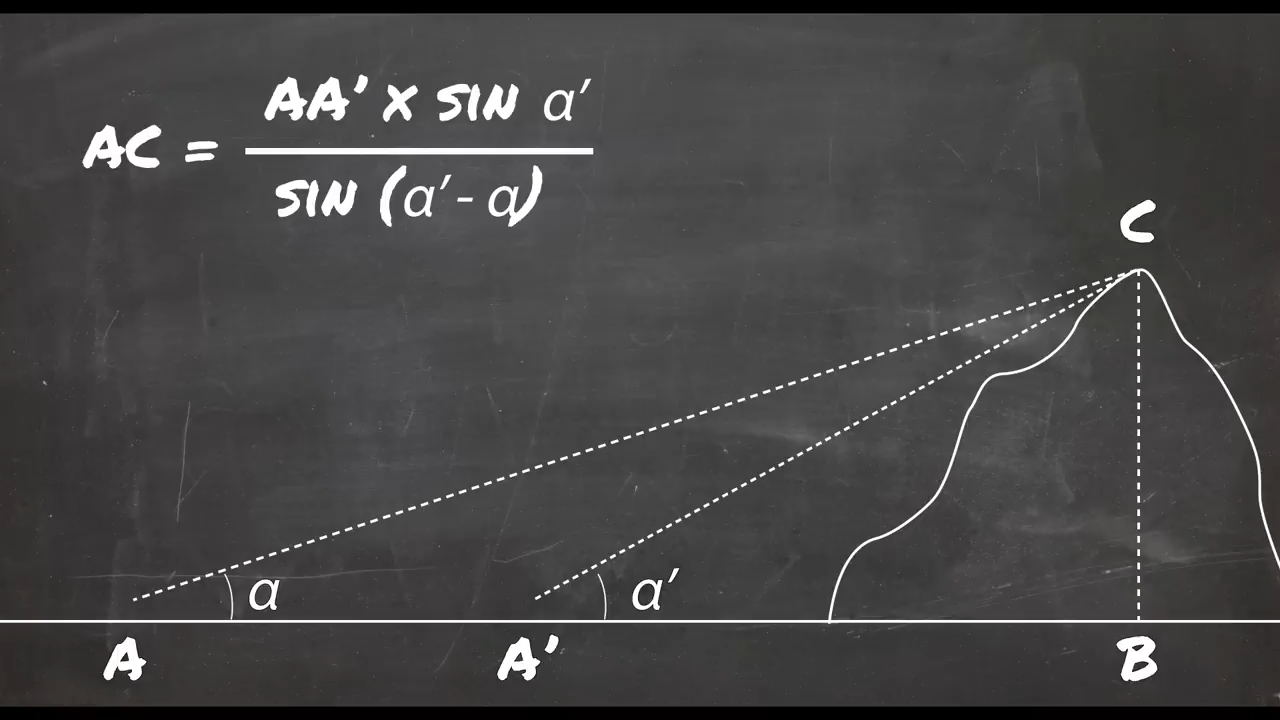 AA' x sin α'
AC =
sin (α' - α)
C
α
α'
A
A'
B